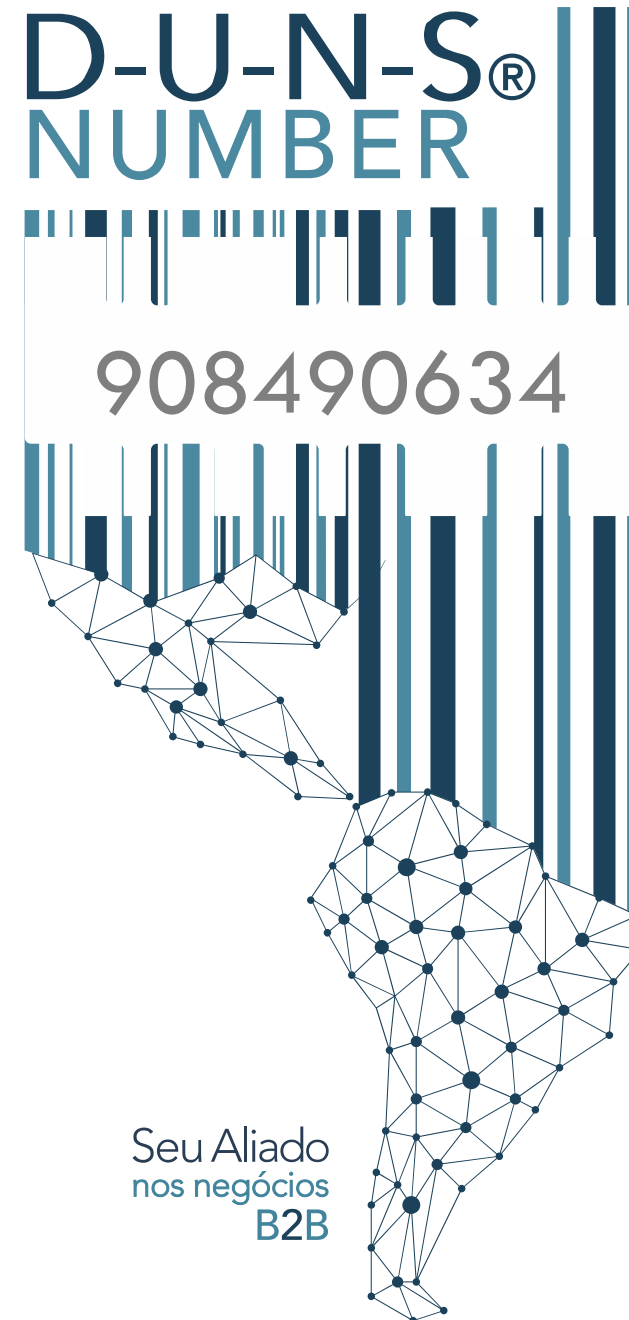 D-U-N-S®
NUMBER
908490634
Seu Aliado
nos negócios
B2B